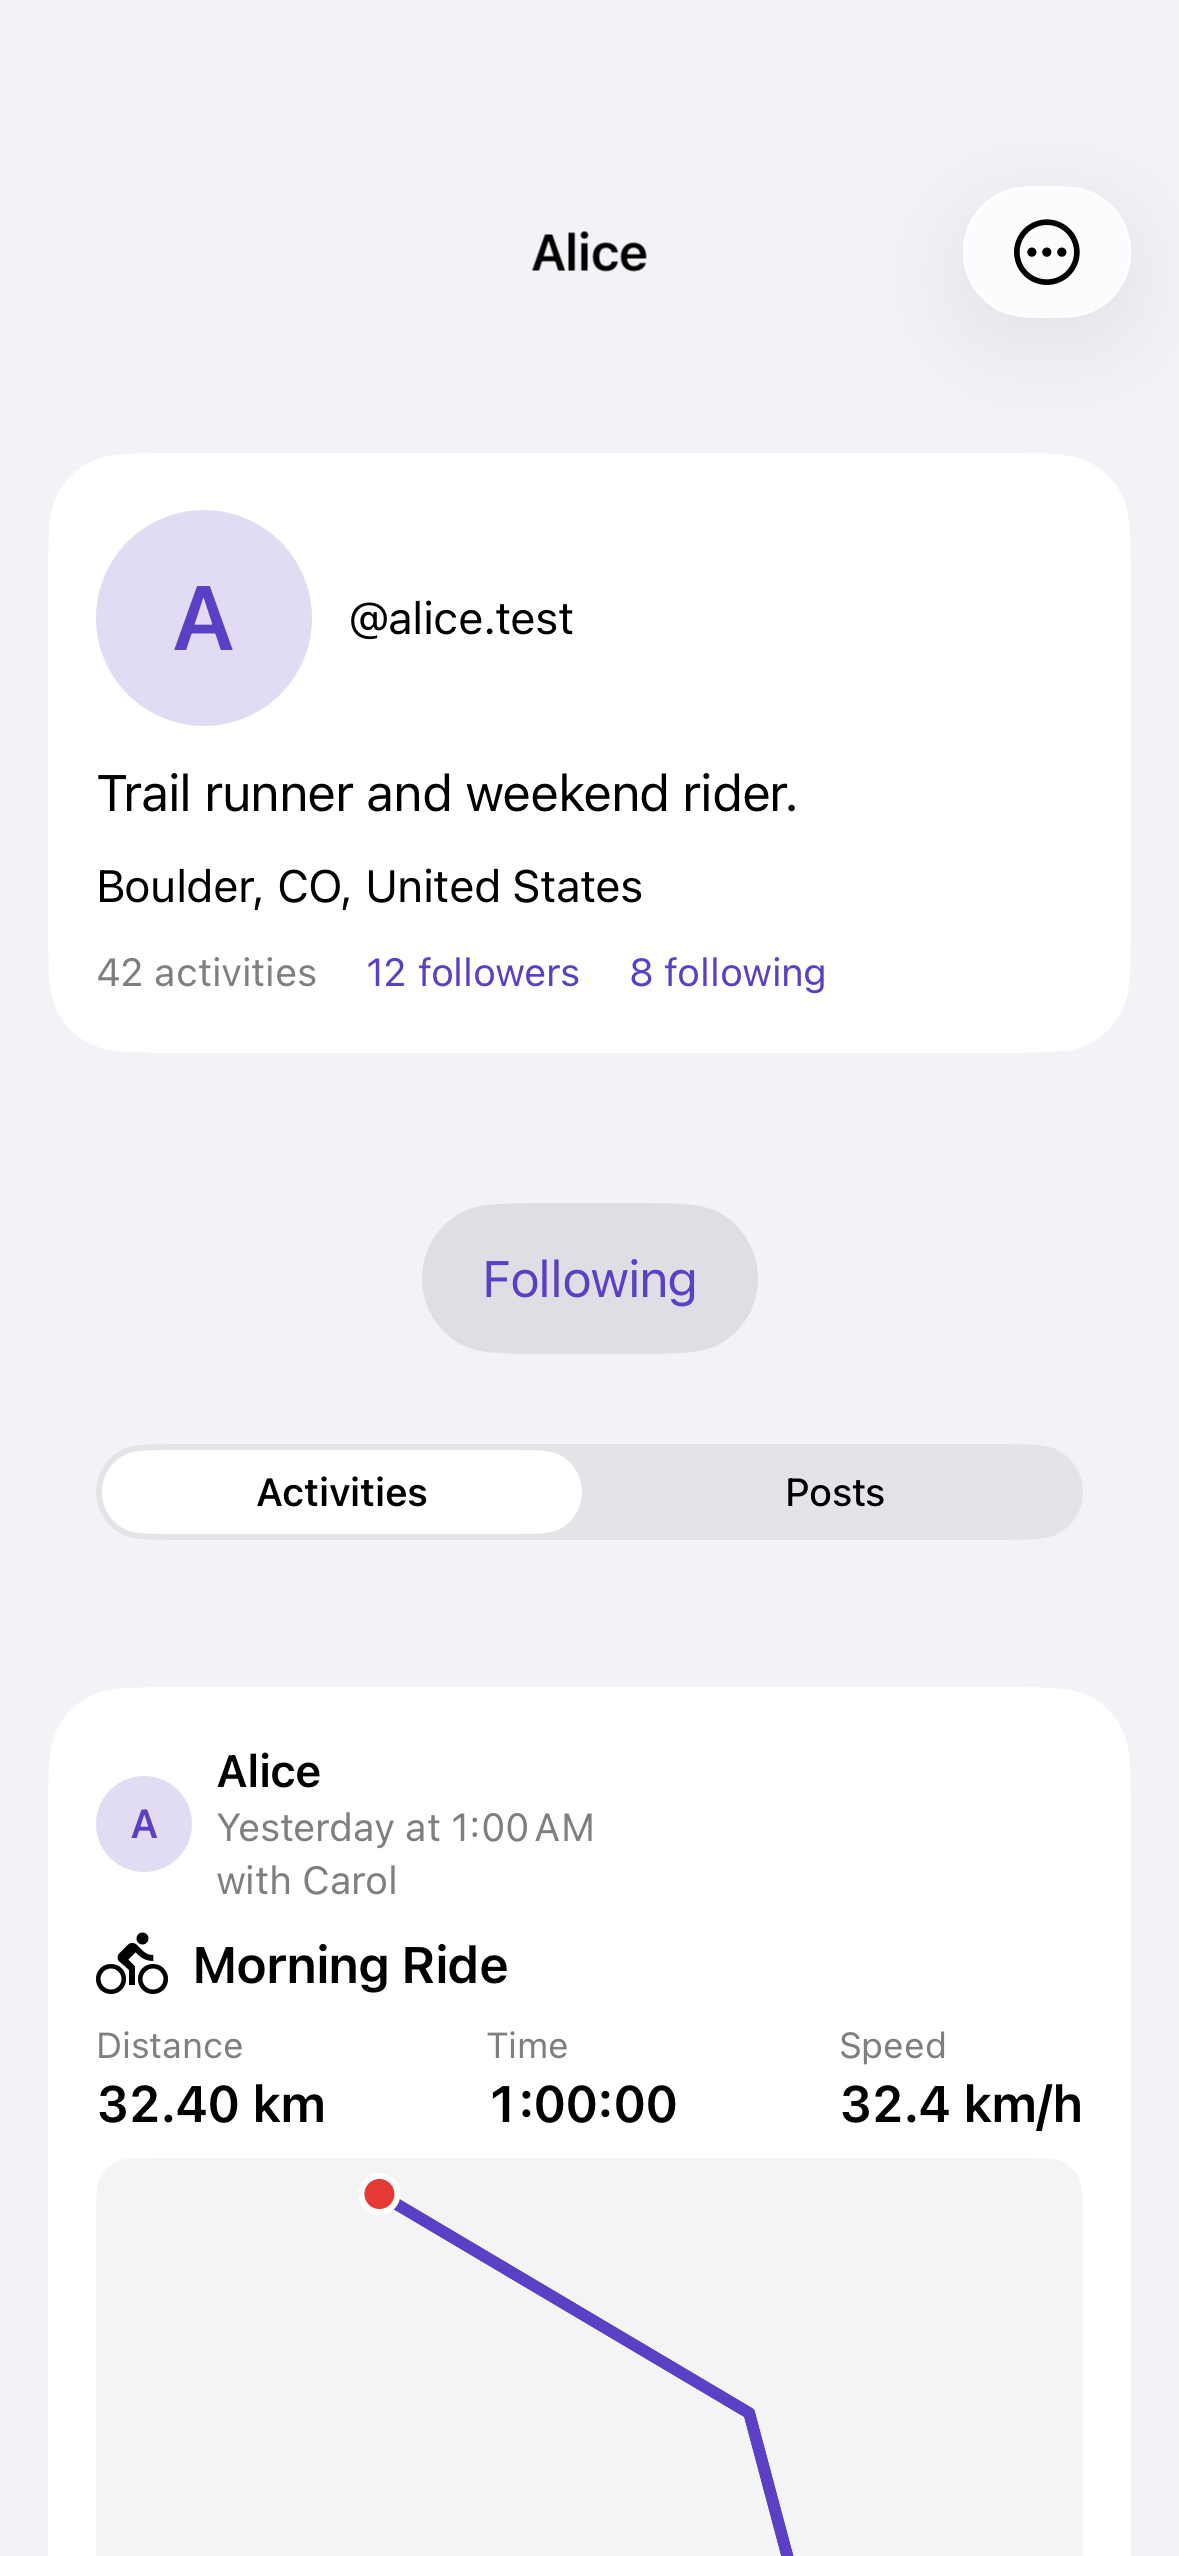 Alice
A
@alice.test
Trail runner and weekend rider.
Boulder, CO, United States
42 activities 12 followers 8 following
Following
Activities Posts
Alice
A
Yesterday at 1:00 AM
with Carol
Morning Ride
Distance Time Speed
32.40 km 1:00:00 32.4 km/h